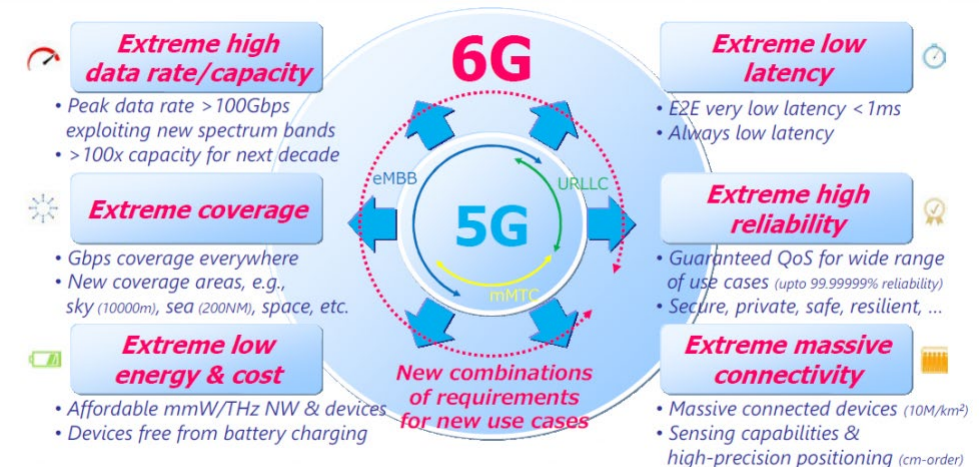 6G
Extreme high
data rate/capacity
• Peak data rate >100Gbps
exploiting new spectrum bands
• >100x capacity for next decade
Extreme coverage
• Gbps coverage everywhere
• New coverage areas, e.g.,
sky (10000m), sea (200NM), space, etc.
Extreme low
energy & cost
• Affordable mmW/THz NW & devices
• Devices free from battery charging
eMBB
URLLC
5G
mMTC
New combinations
of requirements
for new use cases
Extreme low
latency
• E2E very low latency <1ms
• Always low latency
Extreme high
reliability
• Guaranteed QoS for wide range
of use cases (upto 99.99999% reliability)
• Secure, private, safe, resilient, ...
Extreme massive
connectivity
• Massive connected devices (10M/km²)
• Sensing capabilities &
high-precision positioning (cm-order)